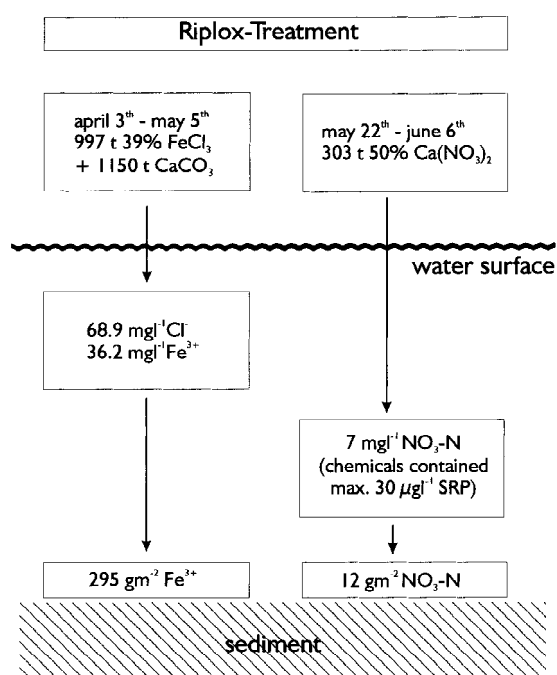 Riplox-Treatment
april 3ᵗʰ - may 5ᵗʰ
997 t 39% FeCl₃
+ 1150 t CaCO₃
may 22ᵗʰ - june 6ᵗʰ
303 t 50% Ca(NO₃)₂
water surface
68.9 mgl⁻¹Cl⁻
36.2 mgl⁻¹Fe³⁺
7 mgl⁻¹ NO₃-N
(chemicals contained
max. 30 µgl⁻¹ SRP)
295 gm⁻² Fe³⁺
12 gm⁻² NO₃-N
sediment